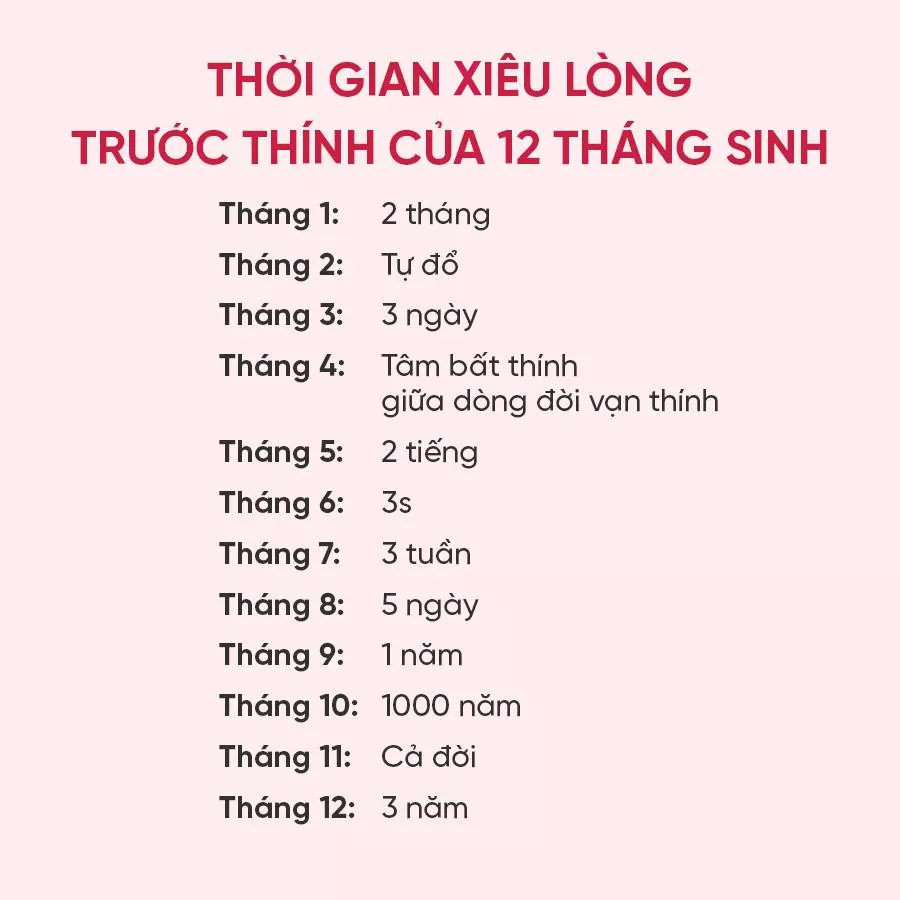 THỜI GIAN XIÊU LÒNG
TRƯỚC THÍNH CỦA 12 THÁNG SINH
Tháng 1: 2 tháng
Tháng 2: Tự đổ
Tháng 3: 3 ngày
Tháng 4: Tâm bất thính
giữa dòng đời vạn thính
Tháng 5: 2 tiếng
Tháng 6: 3s
Tháng 7: 3 tuần
Tháng 8: 5 ngày
Tháng 9: 1 năm
Tháng 10: 1000 năm
Tháng 11: Cả đời
Tháng 12: 3 năm